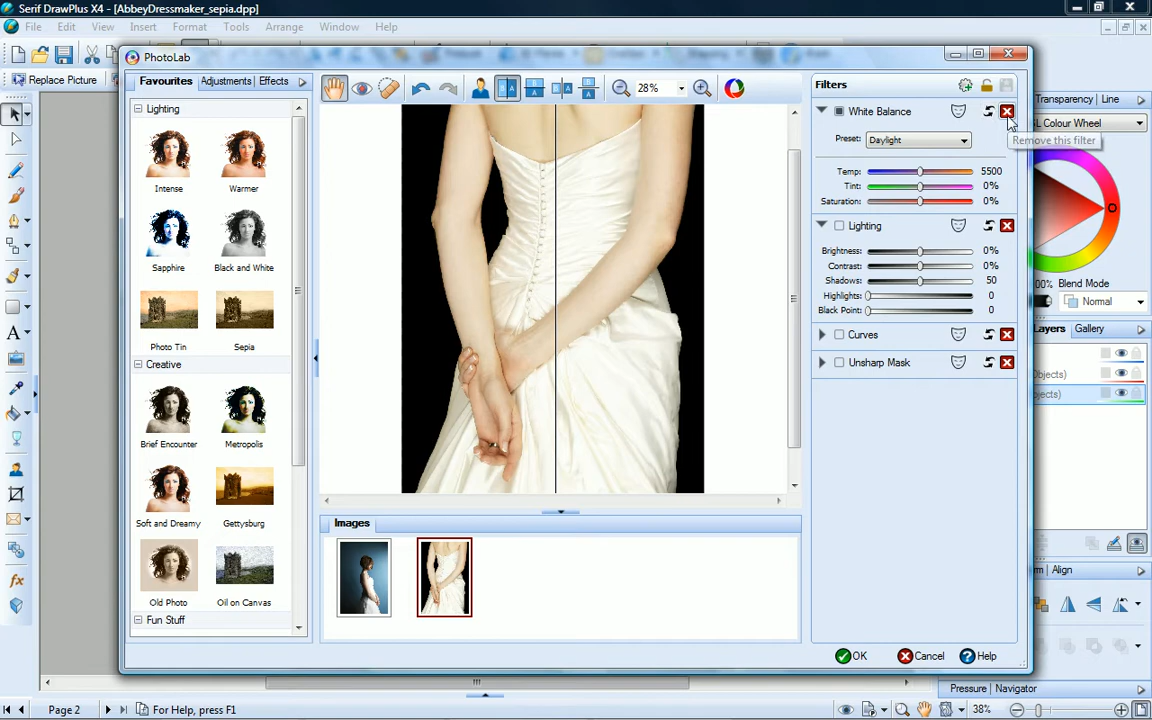 Serif DrawPlus X4 - [AbbeyDressmaker_sepia.dpp]
File Edit View Insert Format Tools Arrange Window Help
PhotoLab
Replace Picture
Favourites Adjustments Effects
Lighting
Intense Warmer
Sapphire Black and White
Photo Tin Sepia
Creative
Brief Encounter Metropolis
Soft and Dreamy Gettysburg
Old Photo Oil on Canvas
Fun Stuff
28%
Images
Filters
White Balance
Remove this filter
Preset: Daylight
Temp: 5500
Tint: 0%
Saturation: 0%
Lighting
Brightness: 0%
Contrast: 0%
Shadows: 50
Highlights: 0
Black Point: 0
Curves
Unsharp Mask
OK Cancel Help
Transparency Line
Colour Wheel
Blend Mode
Normal
Layers Gallery
Align
Pressure Navigator
Page 2
For Help, press F1
38%